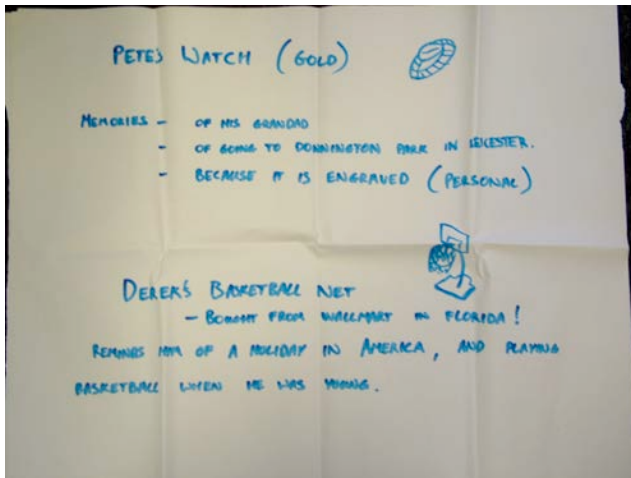 PETE'S WATCH (GOLD)
MEMORIES - OF HIS GRANDAD
- OF GOING TO DONNINGTON PARK IN LEICESTER.
- BECAUSE IT IS ENGRAVED (PERSONAL)
DEREK'S BASKETBALL NET
- BOUGHT FROM WALLMART IN FLORIDA!
REMINDS HIM OF A HOLIDAY IN AMERICA, AND PLAYING
BASKETBALL WHEN HE WAS YOUNG.